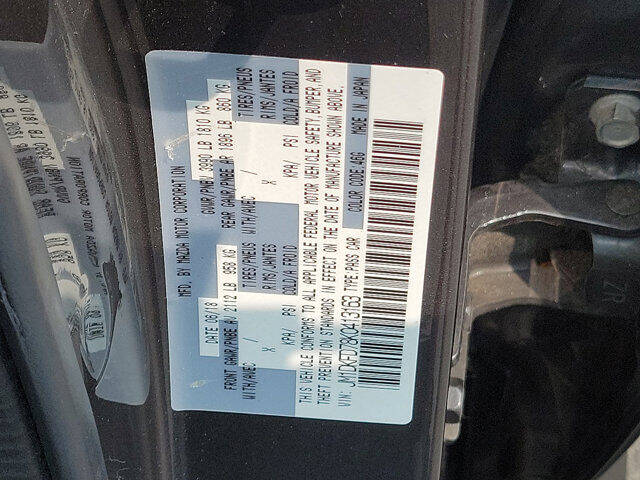 MFD. BY MAZDA MOTOR CORPORATION
DATE 06/18 GVWR/PNBV 3990 LB 1810 KG
FRONT GAWR/PNBE AV 2112 LB 958 KG REAR GAWR/PNBE AR 1896 LB 860 KG
WITH/AVEC / TIRES/PNEUS WITH/AVEC / TIRES/PNEUS
X RIMS/JANTES X RIMS/JANTES
KPA/ PSI COLD/A FROID KPA/ PSI COLD/A FROID
THIS VEHICLE CONFORMS TO ALL APPLICABLE FEDERAL MOTOR VEHICLE SAFETY, BUMPER, AND
THEFT PREVENTION STANDARDS IN EFFECT ON THE DATE OF MANUFACTURE SHOWN ABOVE.
VIN: JM1DKFD78K0413163 TYPE:PASS CAR COLOR CODE:46G MADE IN JAPAN
ZR